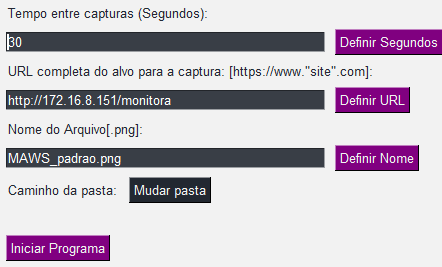 Tempo entre capturas (Segundos):
30 Definir Segundos
URL completa do alvo para a captura: [https://www."site".com]:
http://172.16.8.151/monitora Definir URL
Nome do Arquivo[.png]:
MAWS_padrao.png Definir Nome
Caminho da pasta: Mudar pasta
Iniciar Programa